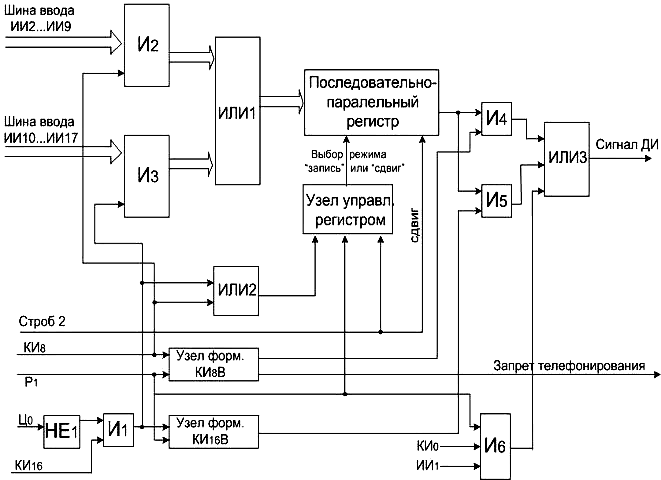 Шина ввода
ИИ2...ИИ9
И2
ИЛИ1
Последовательно-
паралельный
регистр
И4
ИЛИ3
Сигнал ДИ
Шина ввода
ИИ10...ИИ17
И3
Выбор режима
"запись" или "сдвиг"
Узел управл.
регистром
сдвиг
И5
ИЛИ2
Строб 2
КИ8
Узел форм.
КИ8В
Запрет телефонирования
Р1
Ц0
НЕ1
И1
Узел форм.
КИ16В
КИ0
И6
ИИ1
КИ16